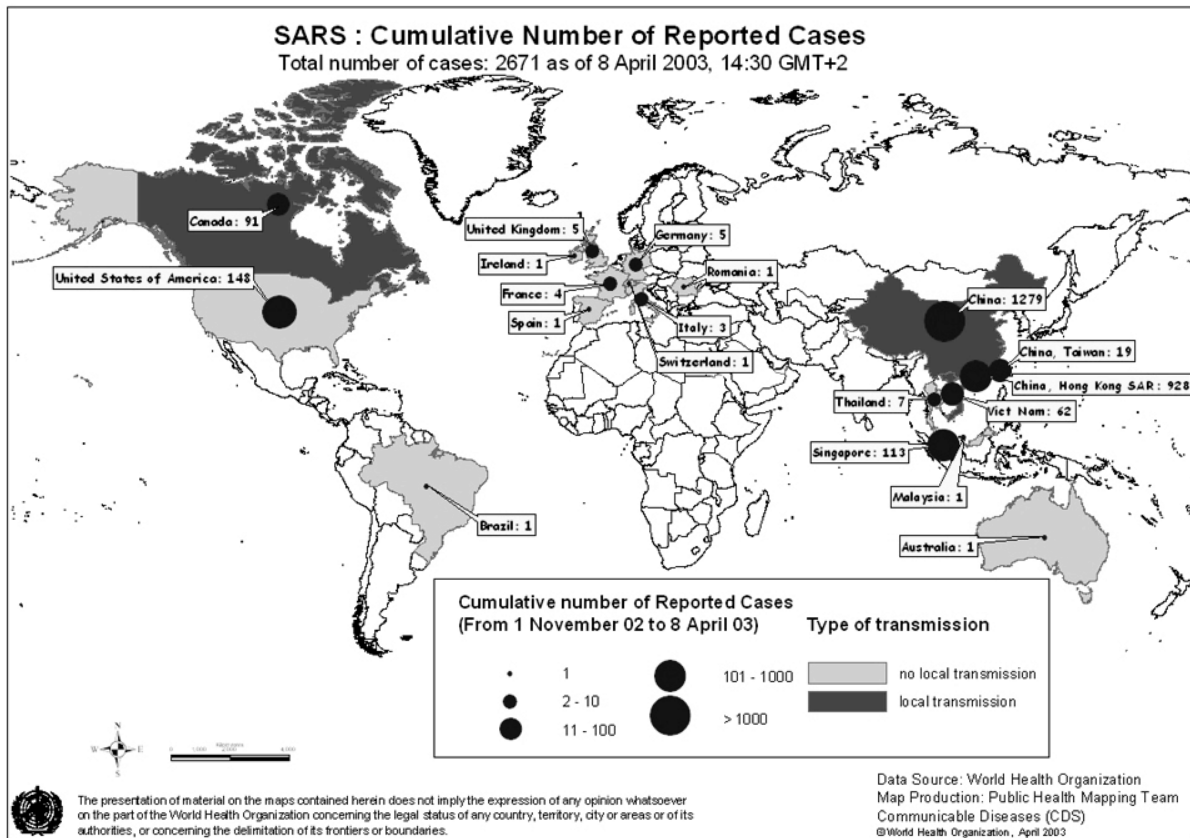 SARS : Cumulative Number of Reported Cases
Total number of cases: 2671 as of 8 April 2003, 14:30 GMT+2
Canada: 91
United States of America: 148
United Kingdom: 5
Germany: 5
Ireland: 1
Romania: 1
France: 4
Spain: 1
Italy: 3
Switzerland: 1
China: 1279
China, Taiwan: 19
China, Hong Kong SAR: 928
Thailand: 7
Viet Nam: 62
Singapore: 113
Malaysia: 1
Brazil: 1
Australia: 1
Cumulative number of Reported Cases
(From 1 November 02 to 8 April 03)
1
2 - 10
11 - 100
101 - 1000
> 1000
Type of transmission
no local transmission
local transmission
N
W
E
S
The presentation of material on the maps contained herein does not imply the expression of any opinion whatsoever
on the part of the World Health Organization concerning the legal status of any country, territory, city or areas or of its
authorities, or concerning the delimitation of its frontiers or boundaries.
Data Source: World Health Organization
Map Production: Public Health Mapping Team
Communicable Diseases (CDS)
©World Health Organization, April 2003